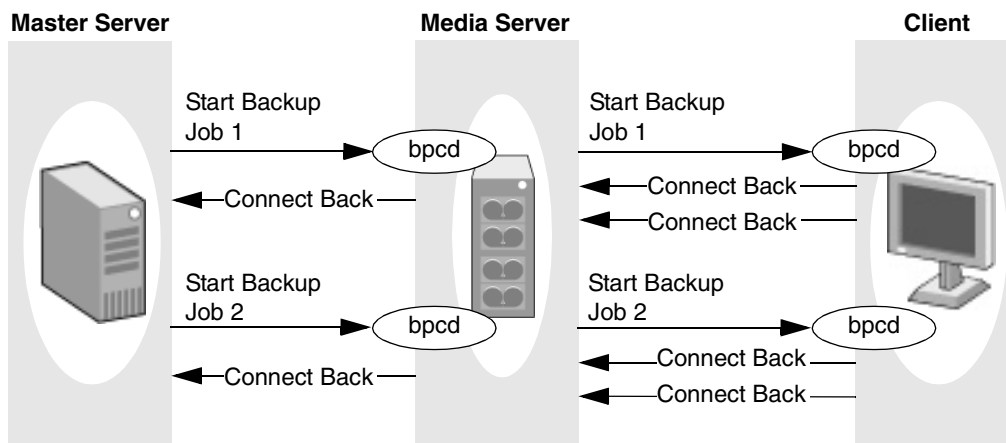 Master Server
Media Server
Client
Start Backup
Job 1
bpcd
Start Backup
Job 1
bpcd
Connect Back
Connect Back
Connect Back
Start Backup
Job 2
bpcd
Start Backup
Job 2
bpcd
Connect Back
Connect Back
Connect Back